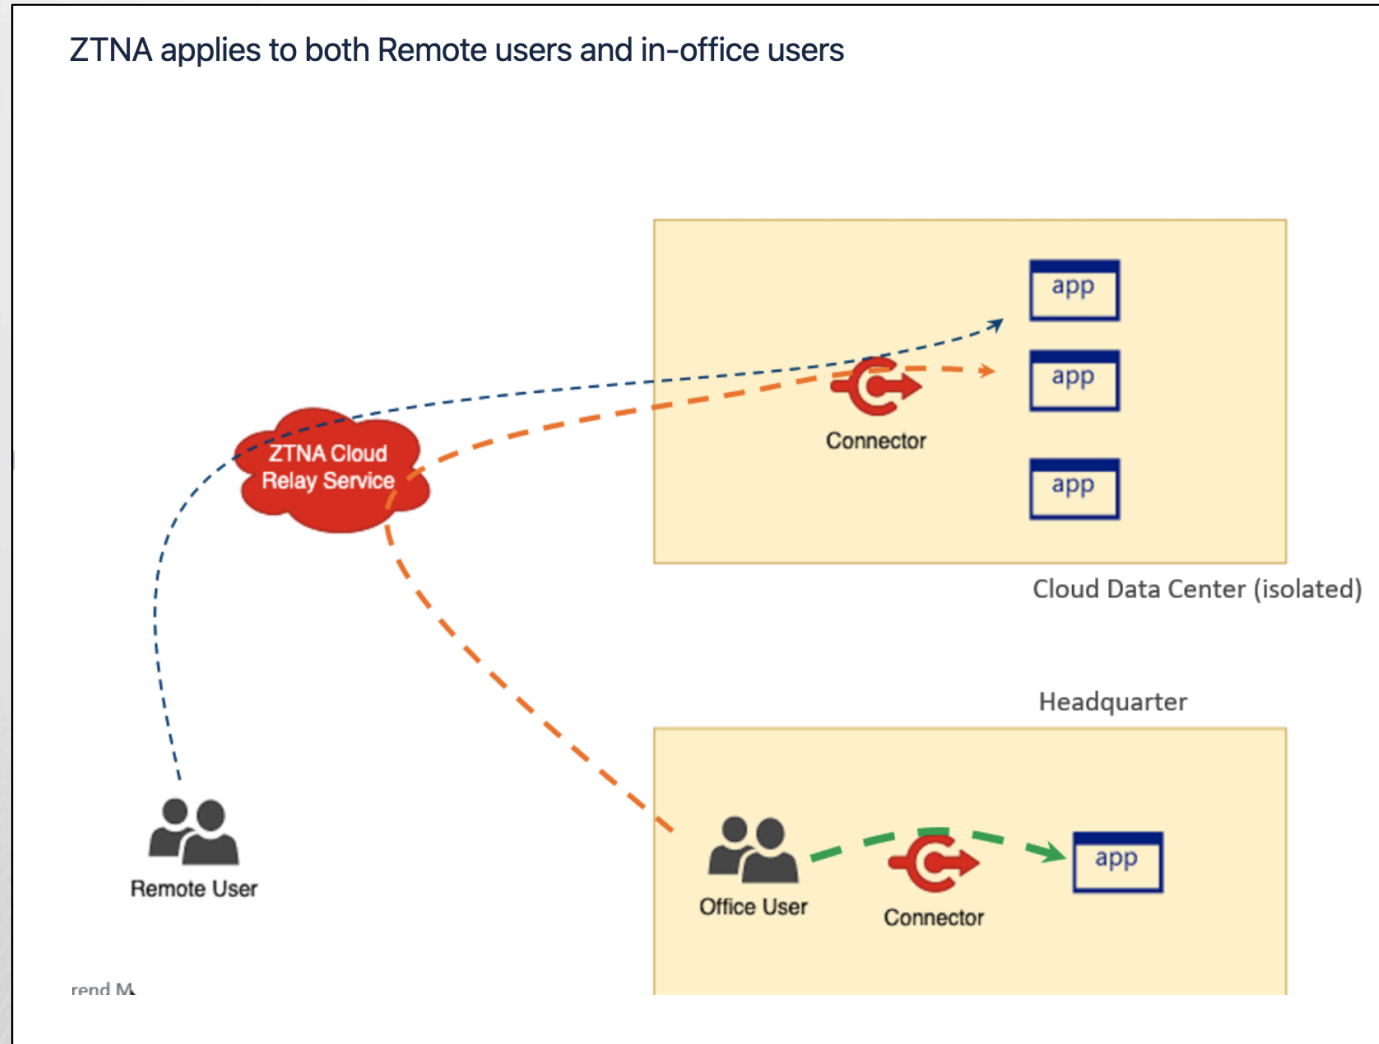 ZTNA applies to both Remote users and in-office users
app
app
Connector
ZTNA Cloud
Relay Service
app
Cloud Data Center (isolated)
Headquarter
app
Remote User
Office User
Connector
rend M